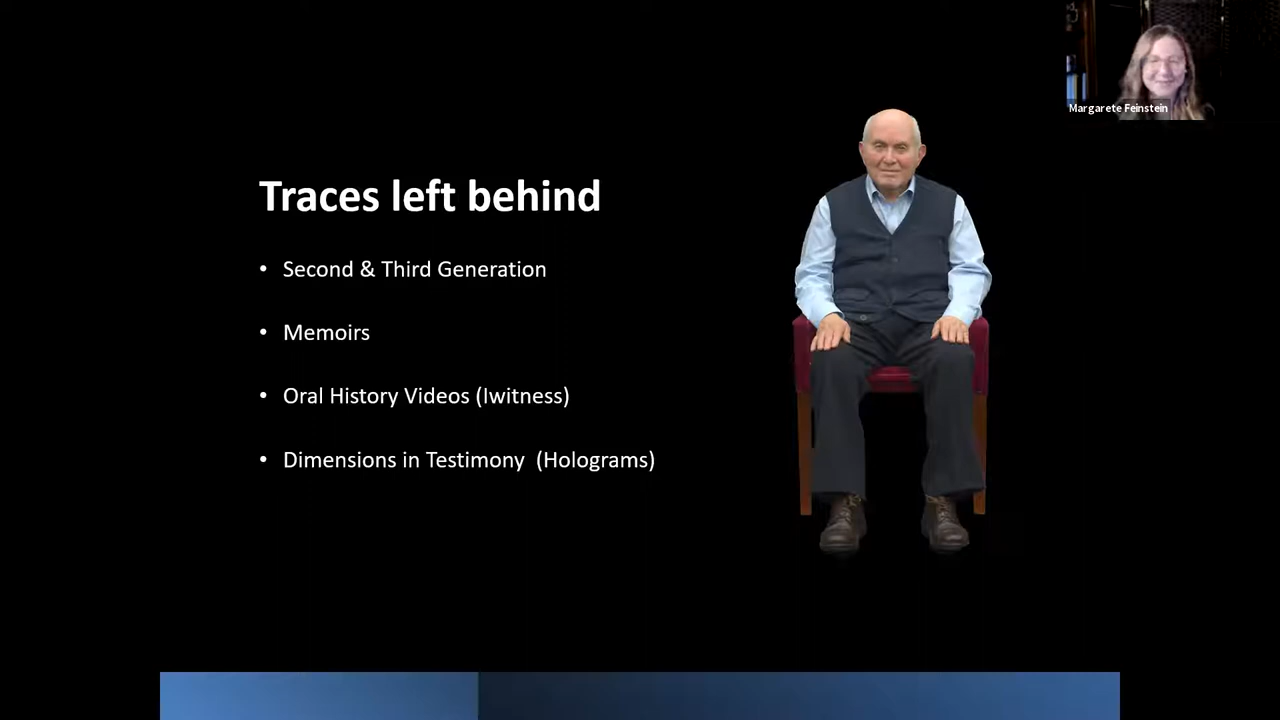 Margarete Feinstein
Traces left behind
• Second & Third Generation
• Memoirs
• Oral History Videos (Iwitness)
• Dimensions in Testimony  (Holograms)